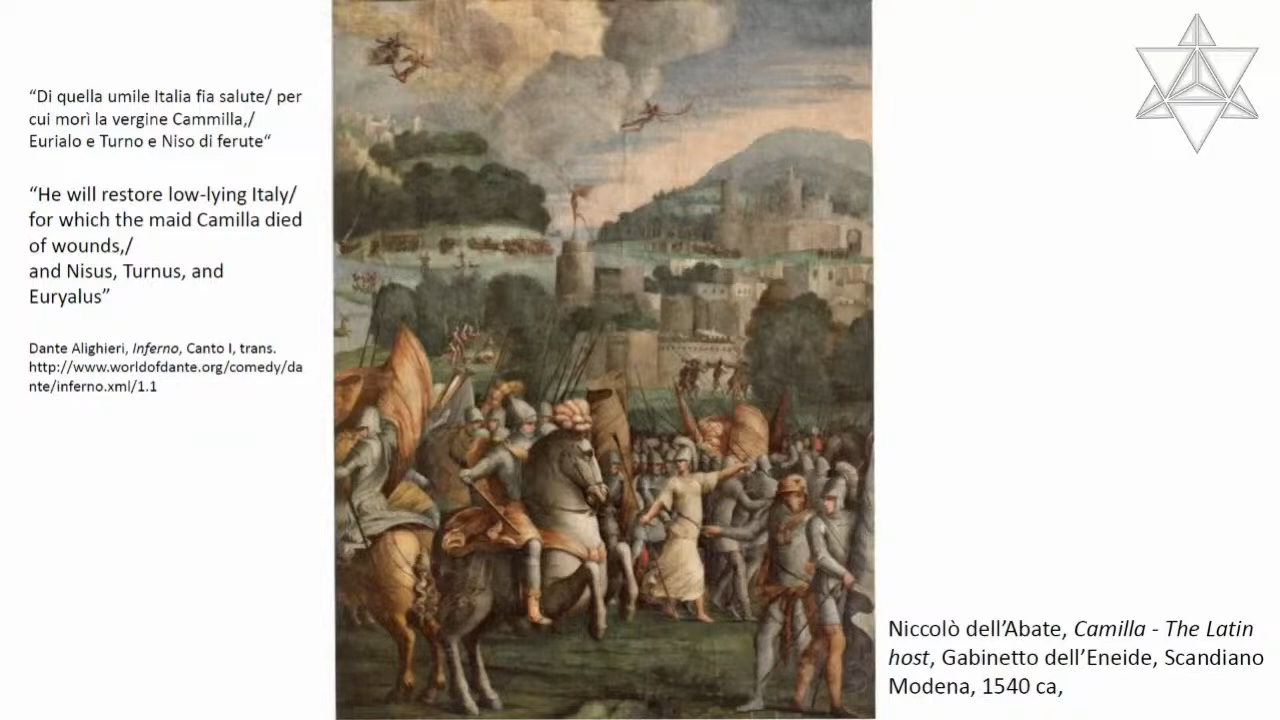 “Di quella umile Italia fia salute/ per
cui morì la vergine Cammilla,/
Eurialo e Turno e Niso di ferute“
“He will restore low-lying Italy/
for which the maid Camilla died
of wounds,/
and Nisus, Turnus, and
Euryalus”
Dante Alighieri, Inferno, Canto I, trans.
http://www.worldofdante.org/comedy/da
nte/inferno.xml/1.1
Niccolò dell’Abate, Camilla - The Latin
host, Gabinetto dell’Eneide, Scandiano
Modena, 1540 ca,